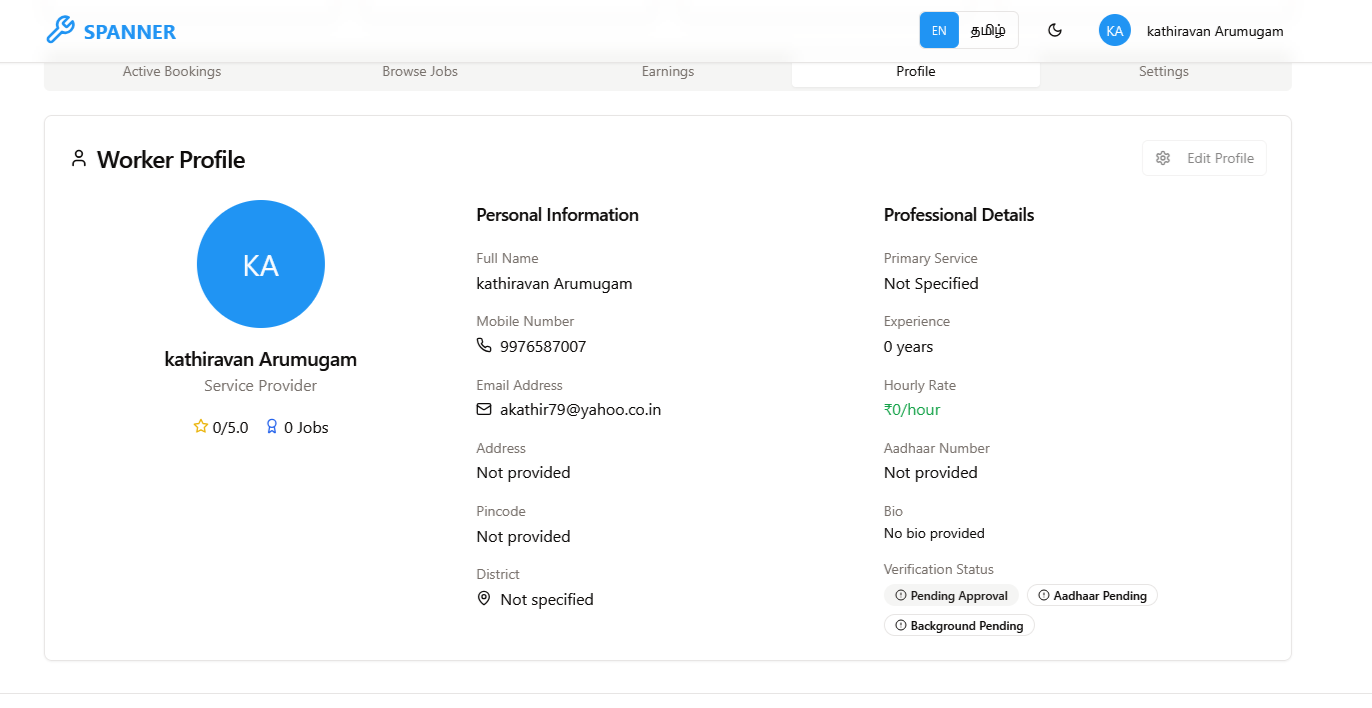 SPANNER
EN தமிழ் KA kathiravan Arumugam
Active Bookings Browse Jobs Earnings Profile Settings
Worker Profile
Edit Profile
KA
kathiravan Arumugam
Service Provider
0/5.0 0 Jobs
Personal Information
Full Name
kathiravan Arumugam
Mobile Number
9976587007
Email Address
akathir79@yahoo.co.in
Address
Not provided
Pincode
Not provided
District
Not specified
Professional Details
Primary Service
Not Specified
Experience
0 years
Hourly Rate
₹0/hour
Aadhaar Number
Not provided
Bio
No bio provided
Verification Status
Pending Approval Aadhaar Pending
Background Pending